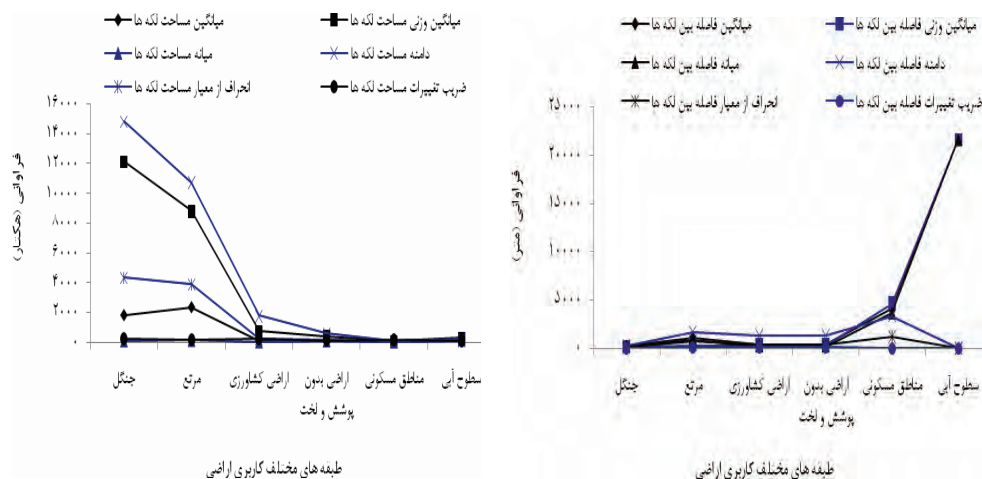 میانگین مساحت لکه ها
میانگین وزنی مساحت لکه ها
میانه مساحت لکه ها
دامنه مساحت لکه ها
انحراف از معیار مساحت لکه ها
ضریب تغییرات مساحت لکه ها
۱۶۰۰۰
۱۴۰۰۰
۱۲۰۰۰
۱۰۰۰۰
۸۰۰۰
۶۰۰۰
۴۰۰۰
۲۰۰۰
۰
فراوانی (هکتار)
جنگل
مرتع
اراضی کشاورزی
اراضی بدون
پوشش و لخت
مناطق مسکونی
سطوح آبی
طبقه های مختلف کاربری اراضی
میانگین فاصله بین لکه ها
میانگین وزنی فاصله بین لکه ها
میانه فاصله بین لکه ها
دامنه فاصله بین لکه ها
انحراف از معیار فاصله بین لکه ها
ضریب تغییرات فاصله بین لکه ها
۲۵۰۰۰
۲۰۰۰۰
۱۵۰۰۰
۱۰۰۰۰
۵۰۰۰
۰
فراوانی (متر)
جنگل
مرتع
اراضی کشاورزی
اراضی بدون
پوشش و لخت
مناطق مسکونی
سطوح آبی
طبقه های مختلف کاربری اراضی